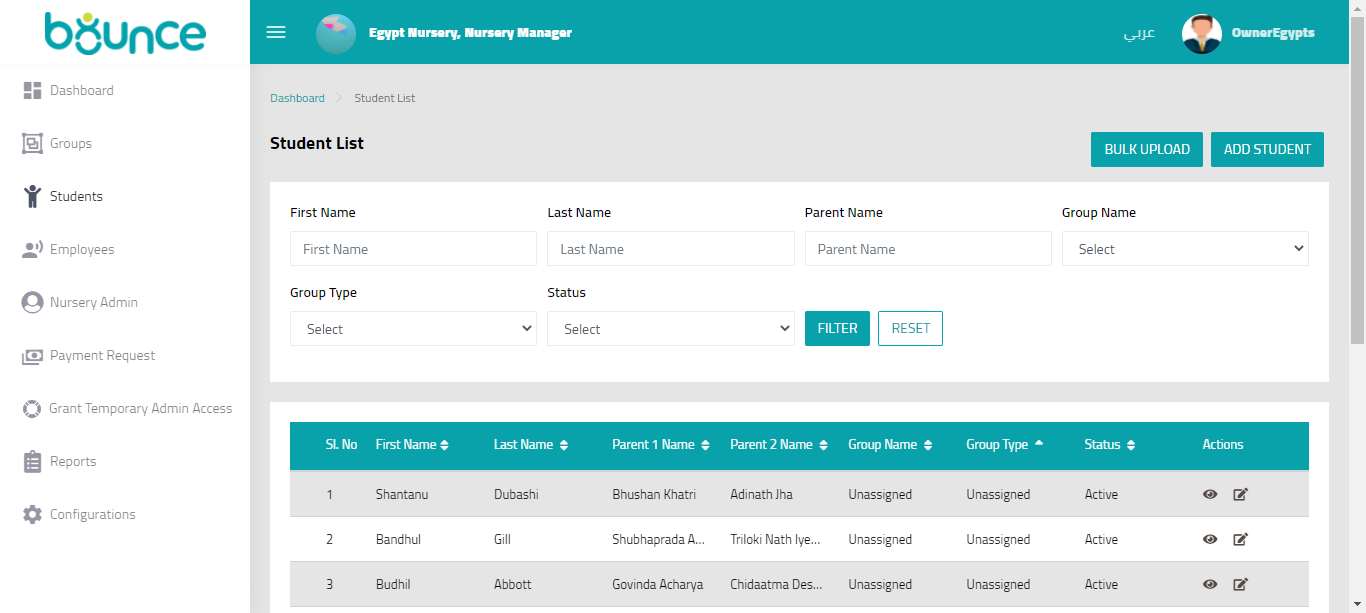 bounce
Egypt Nursery, Nursery Manager
عربي
OwnerEgypts
Dashboard
Groups
Students
Employees
Nursery Admin
Payment Request
Grant Temporary Admin Access
Reports
Configurations
Dashboard > Student List
Student List
BULK UPLOAD
ADD STUDENT
First Name Last Name Parent Name Group Name
First Name Last Name Parent Name Select
Group Type Status
Select Select FILTER RESET
Sl. No First Name Last Name Parent 1 Name Parent 2 Name Group Name Group Type Status Actions
1 Shantanu Dubashi Bhushan Khatri Adinath Jha Unassigned Unassigned Active
2 Bandhul Gill Shubhaprada A... Triloki Nath Iye... Unassigned Unassigned Active
3 Budhil Abbott Govinda Acharya Chidaatma Des... Unassigned Unassigned Active